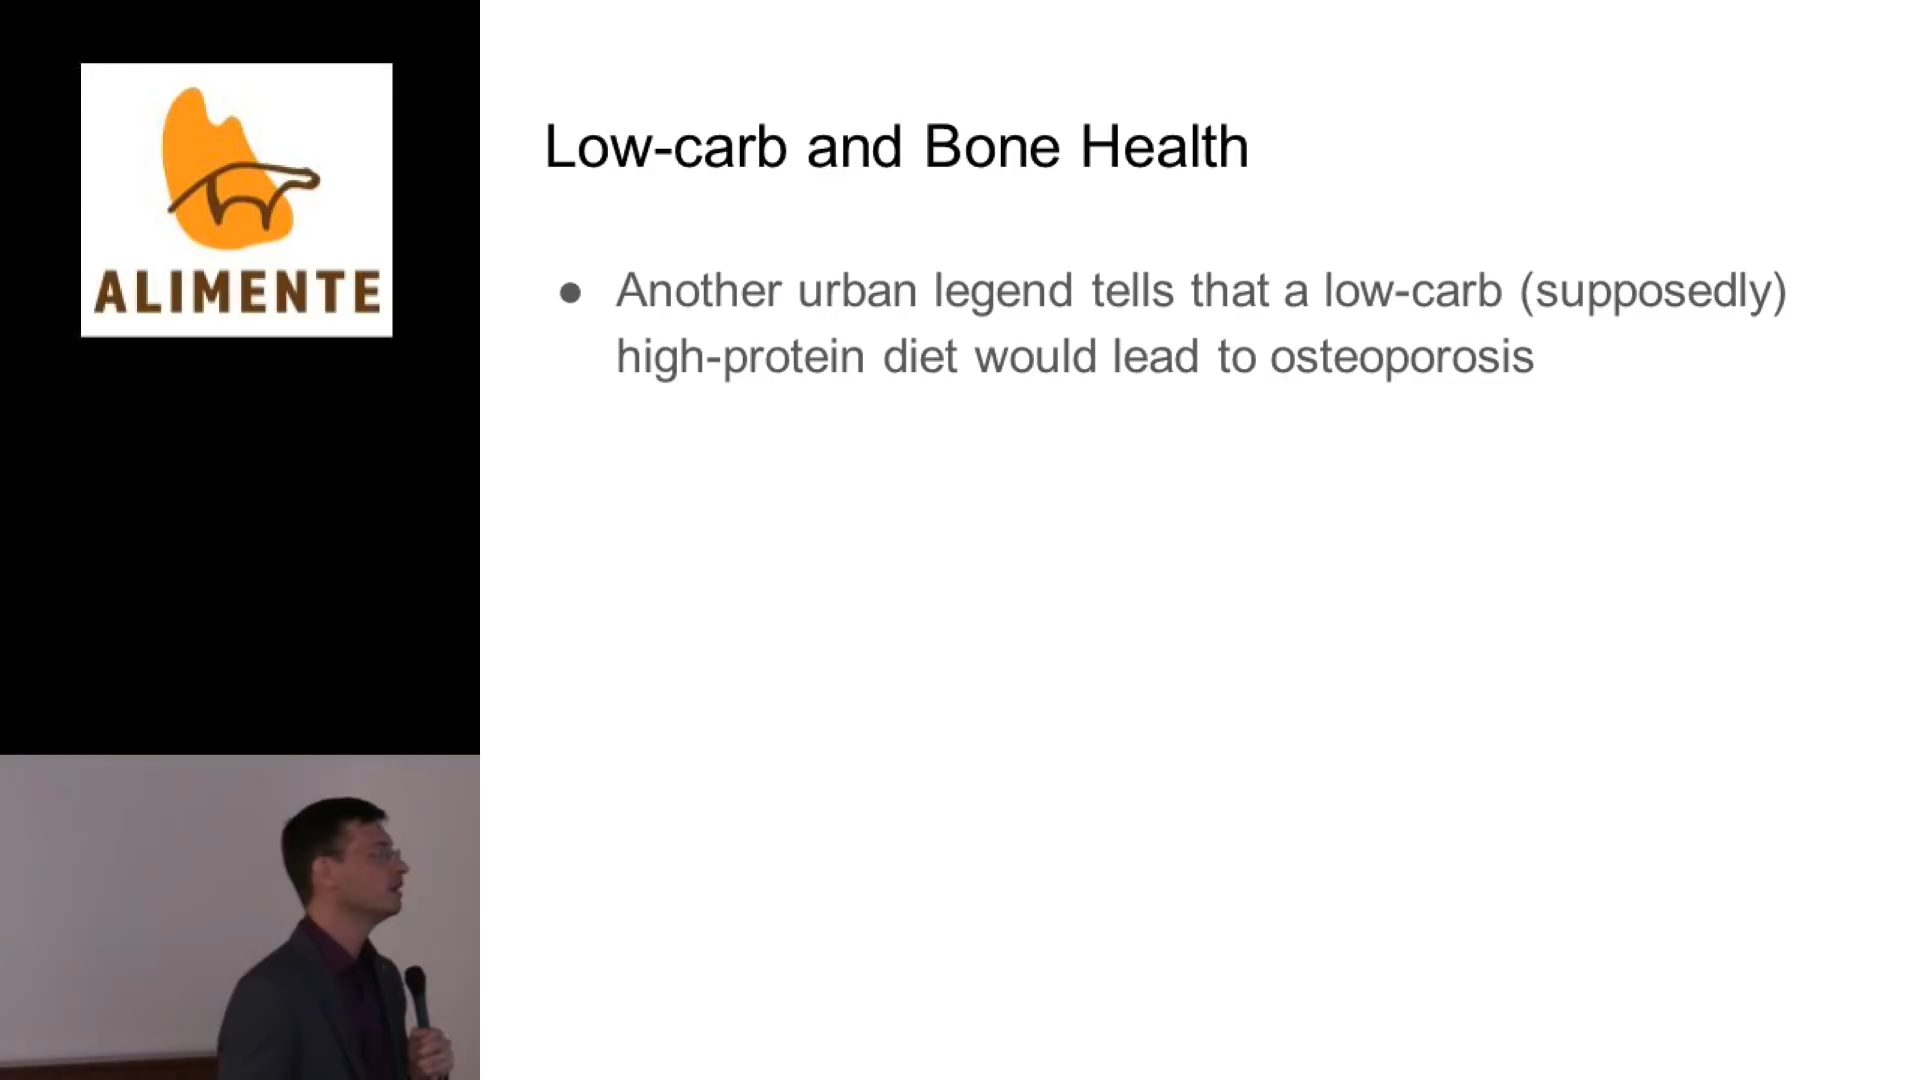 ALIMENTE
Low-carb and Bone Health
● Another urban legend tells that a low-carb (supposedly)
high-protein diet would lead to osteoporosis